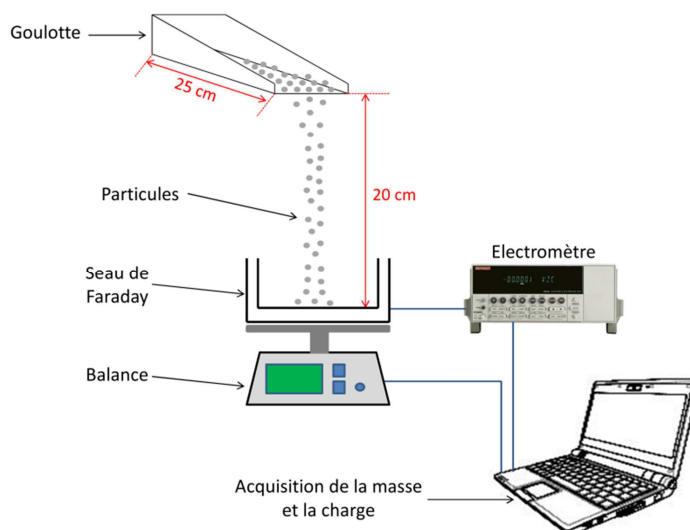 Goulotte
25 cm
Particules
20 cm
Electromètre
Seau de
Faraday
Balance
Acquisition de la masse
et la charge